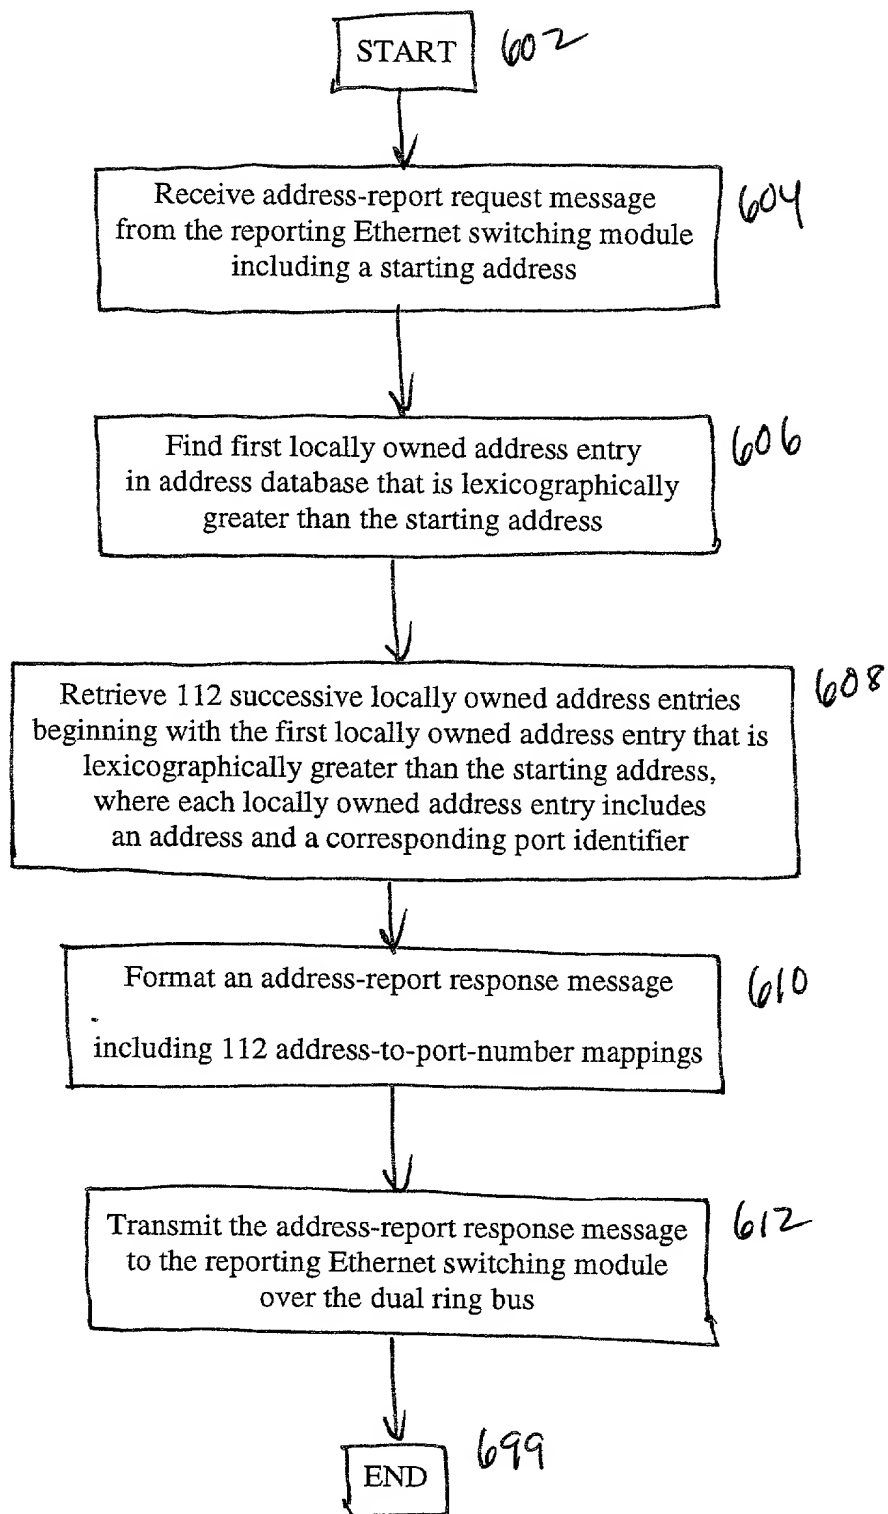 START 602
Receive address-report request message 604
from the reporting Ethernet switching module
including a starting address
Find first locally owned address entry 606
in address database that is lexicographically
greater than the starting address
Retrieve 112 successive locally owned address entries 608
beginning with the first locally owned address entry that is
lexicographically greater than the starting address,
where each locally owned address entry includes
an address and a corresponding port identifier
Format an address-report response message 610
including 112 address-to-port-number mappings
Transmit the address-report response message 612
to the reporting Ethernet switching module
over the dual ring bus
END 699